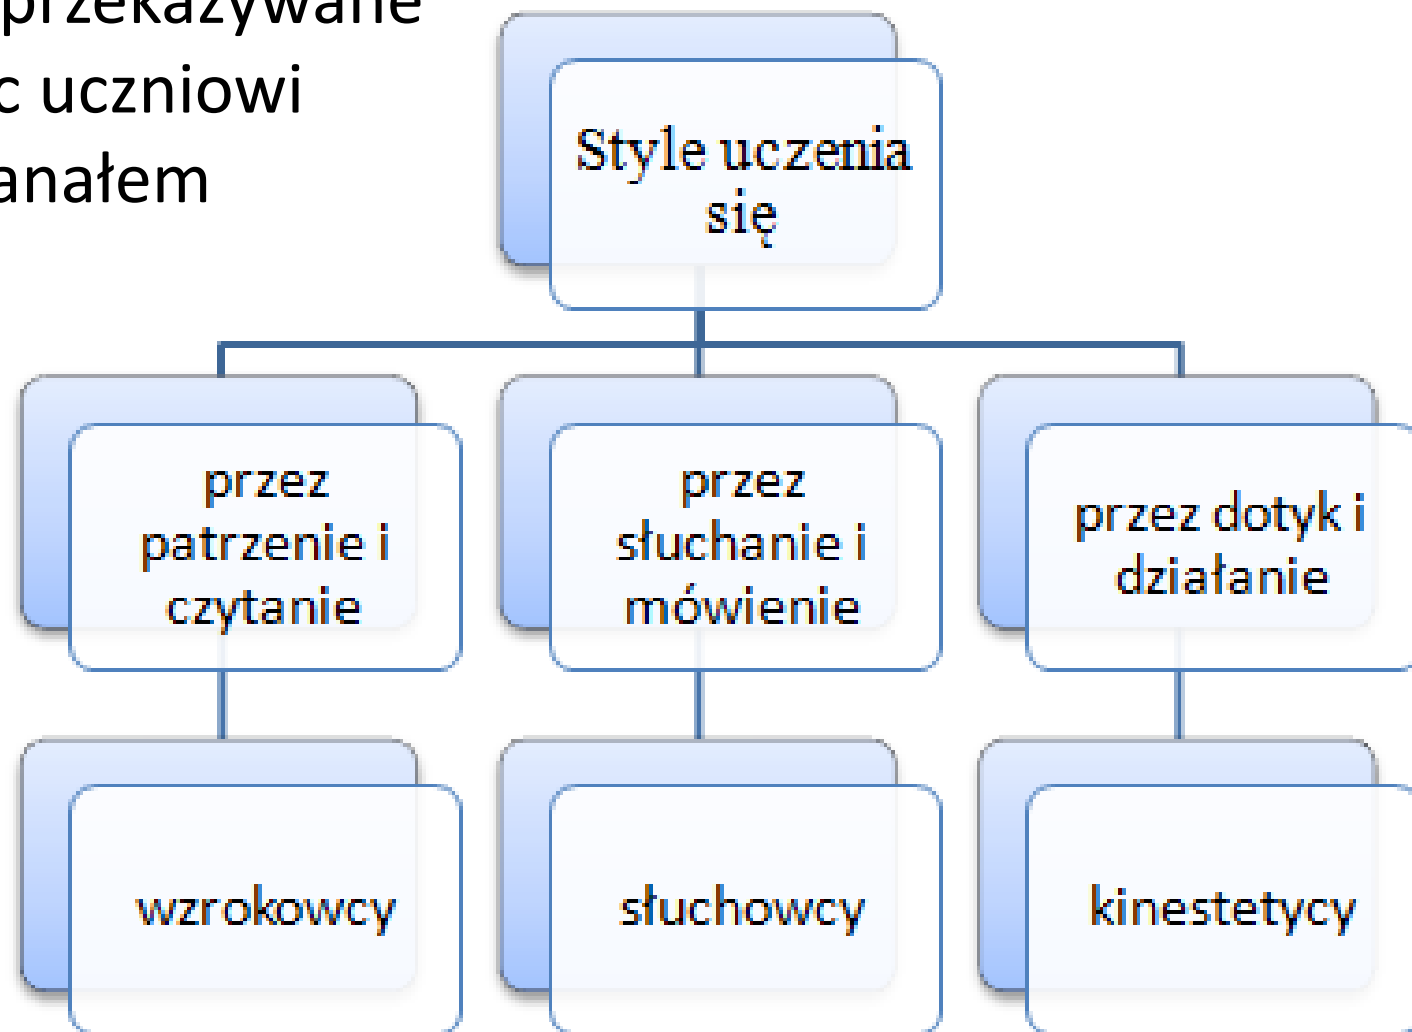 przekazywane
c uczniowi
anałem
Style uczenia
się
przez
patrzenie i
czytanie
przez
słuchanie i
mówienie
przez dotyk i
działanie
wzrokowcy
słuchowcy
kinestetycy